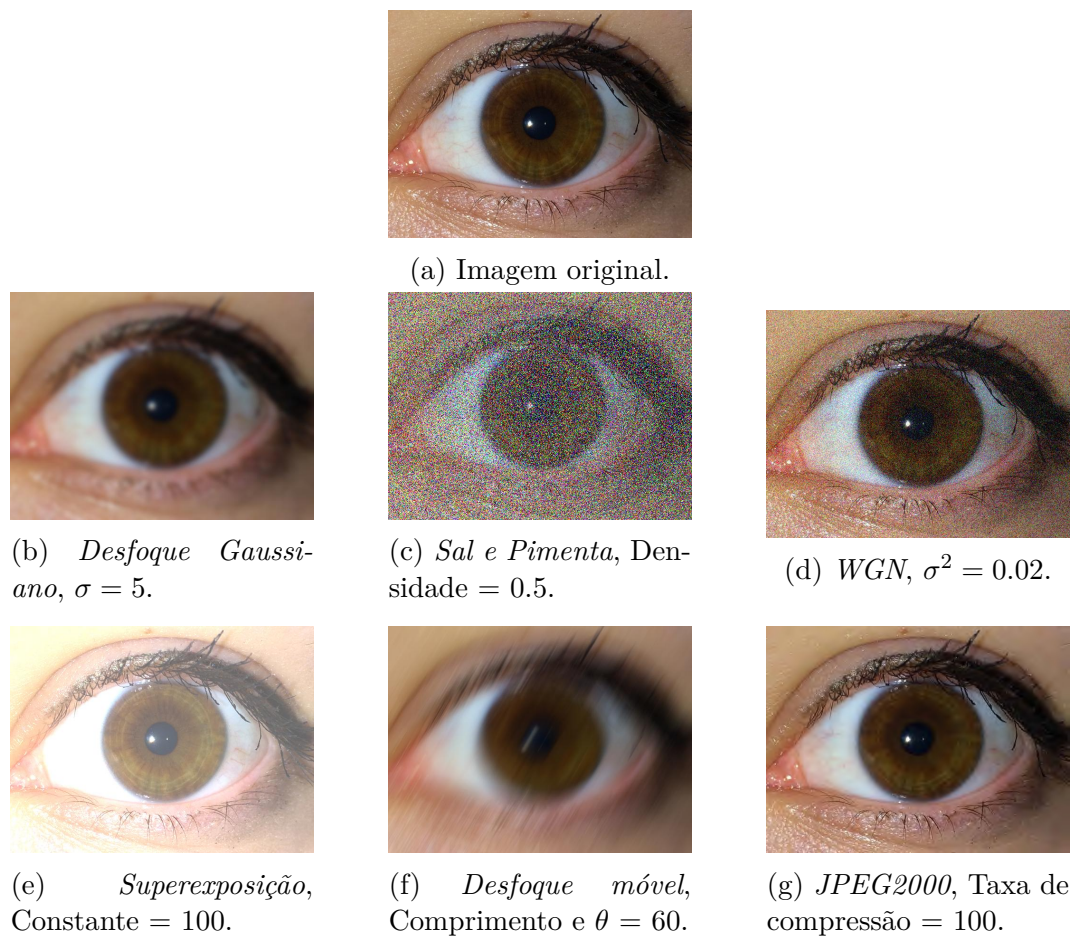 (a) Imagem original.
(b) Desfoque Gaussi-
ano, σ = 5.
(c) Sal e Pimenta, Den-
sidade = 0.5.
(d) WGN, σ² = 0.02.
(e) Superexposição,
Constante = 100.
(f) Desfoque móvel,
Comprimento e θ = 60.
(g) JPEG2000, Taxa de
compressão = 100.